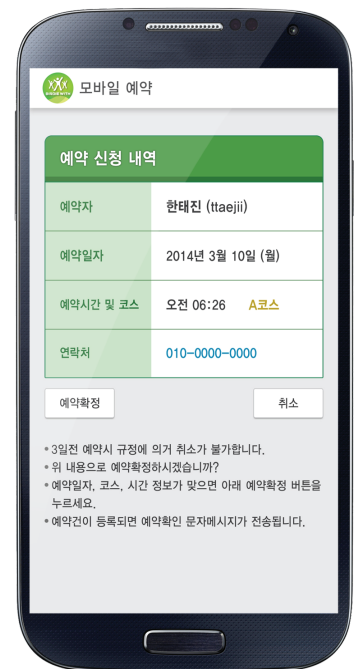 모바일 예약
예약 신청 내역
예약자 한태진 (ttaejii)
예약일자 2014년 3월 10일 (월)
예약시간 및 코스 오전 06:26 A코스
연락처 010-0000-0000
예약확정 취소
* 3일전 예약시 규정에 의거 취소가 불가합니다.
* 위 내용으로 예약확정하시겠습니까?
* 예약일자, 코스, 시간 정보가 맞으면 아래 예약확정 버튼을
누르세요.
* 예약건이 등록되면 예약확인 문자메시지가 전송됩니다.